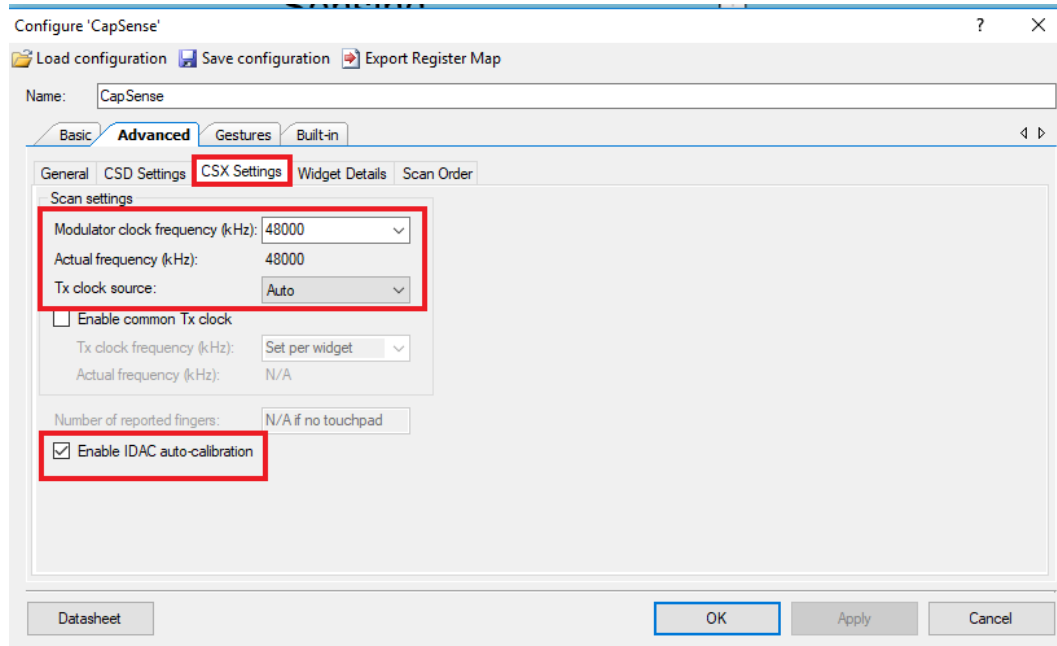 Configure 'CapSense' ?
Load configuration Save configuration Export Register Map
Name: CapSense
Basic Advanced Gestures Built-in
General CSD Settings CSX Settings Widget Details Scan Order
Scan settings
Modulator clock frequency (kHz): 48000
Actual frequency (kHz): 48000
Tx clock source: Auto
Enable common Tx clock
Tx clock frequency (kHz): Set per widget
Actual frequency (kHz): N/A
Number of reported fingers: N/A if no touchpad
Enable IDAC auto-calibration
Datasheet OK Apply Cancel